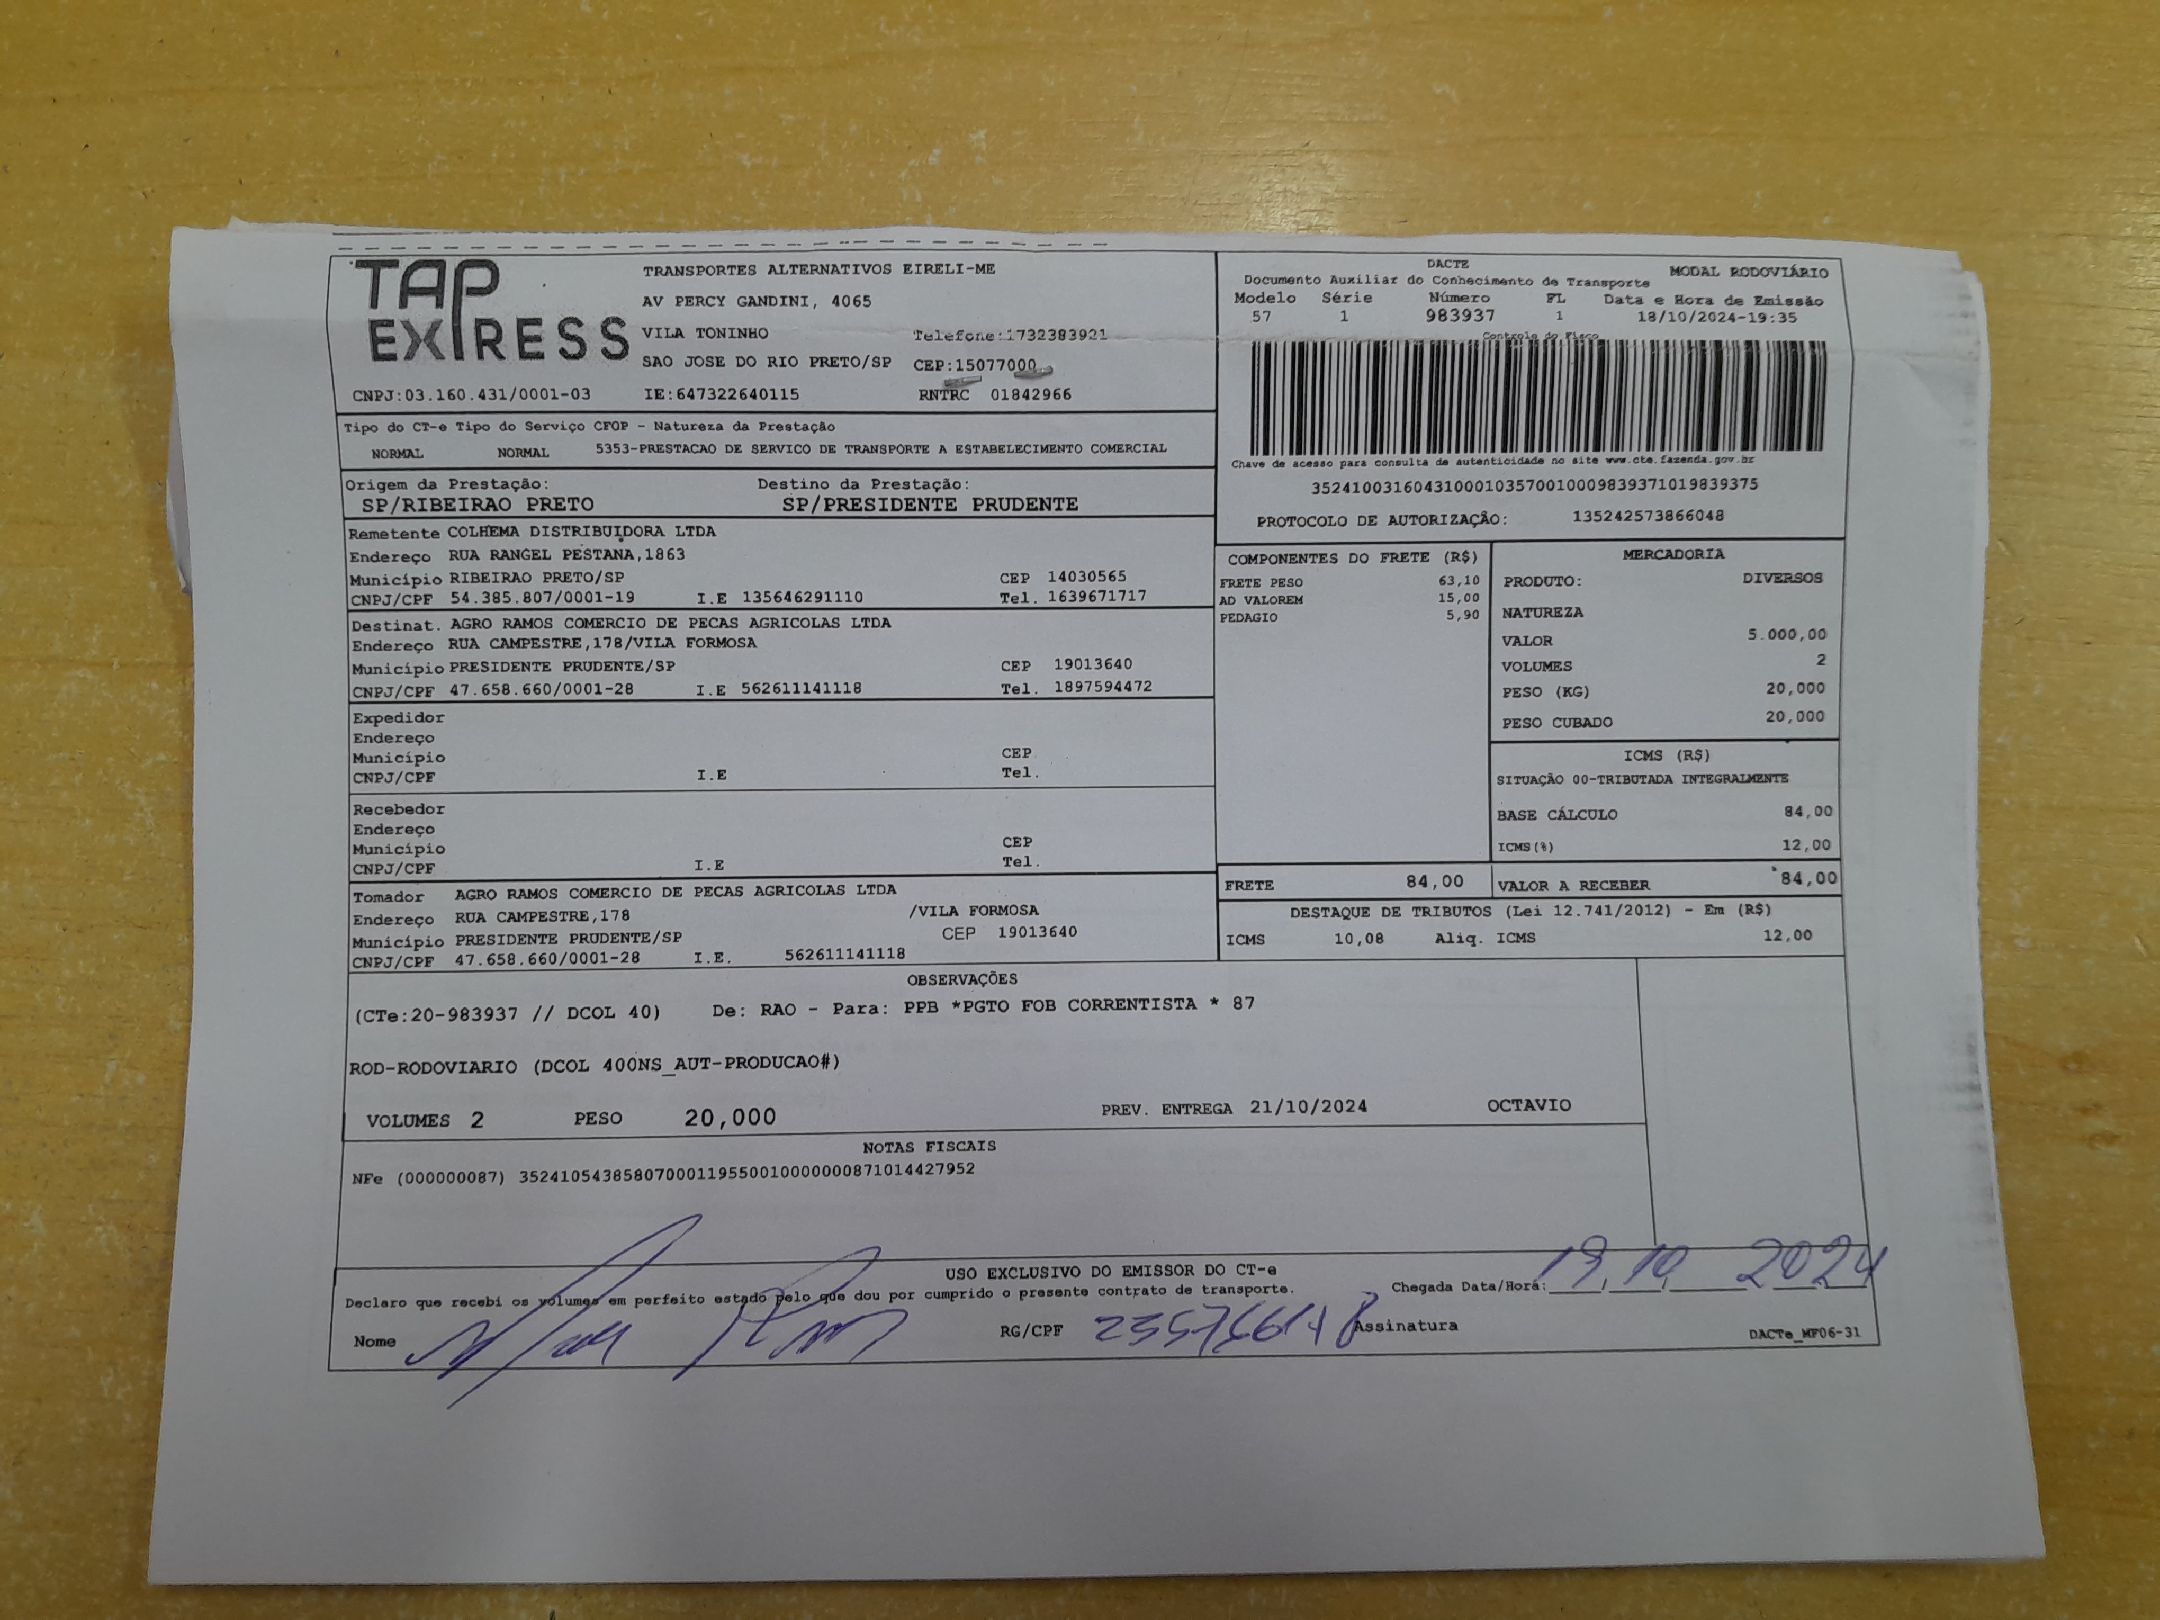 TAP EXPRESS
TRANSPORTES ALTERNATIVOS EIRELI-ME
AV PERCY GANDINI, 4065
VILA TONINHO Telefone:1732383921
SAO JOSE DO RIO PRETO/SP CEP:15077000
CNPJ:03.160.431/0001-03 IE:647322640115 RNTRC 01842966
DACTE
Documento Auxiliar do Conhecimento de Transporte MODAL RODOVIÁRIO
Modelo Série Número FL Data e Hora de Emissão
57 1 983937 1 18/10/2024-19:35
Controle do Fisco
Chave de acesso para consulta de autenticidade no site www.cte.fazenda.gov.br
35241003160431000103570010009839371019839375
PROTOCOLO DE AUTORIZAÇÃO: 135242573866048
Tipo do CT-e Tipo do Serviço CFOP - Natureza da Prestação
NORMAL NORMAL 5353-PRESTACAO DE SERVICO DE TRANSPORTE A ESTABELECIMENTO COMERCIAL
Origem da Prestação: Destino da Prestação:
SP/RIBEIRAO PRETO SP/PRESIDENTE PRUDENTE
Remetente COLHEMA DISTRIBUIDORA LTDA
Endereço RUA RANGEL PESTANA,1863
Município RIBEIRAO PRETO/SP CEP 14030565
CNPJ/CPF 54.385.807/0001-19 I.E 135646291110 Tel. 1639671717
Destinat. AGRO RAMOS COMERCIO DE PECAS AGRICOLAS LTDA
Endereço RUA CAMPESTRE,178/VILA FORMOSA
Município PRESIDENTE PRUDENTE/SP CEP 19013640
CNPJ/CPF 47.658.660/0001-28 I.E 562611141118 Tel. 1897594472
Expedidor
Endereço
Município CEP
CNPJ/CPF I.E Tel.
Recebedor
Endereço
Município CEP
CNPJ/CPF I.E Tel.
Tomador AGRO RAMOS COMERCIO DE PECAS AGRICOLAS LTDA
Endereço RUA CAMPESTRE,178 /VILA FORMOSA
Município PRESIDENTE PRUDENTE/SP CEP 19013640
CNPJ/CPF 47.658.660/0001-28 I.E. 562611141118
COMPONENTES DO FRETE (R$)
FRETE PESO 63,10
AD VALOREM 15,00
PEDAGIO 5,90
MERCADORIA
PRODUTO: DIVERSOS
NATUREZA
VALOR 5.000,00
VOLUMES 2
PESO (KG) 20,000
PESO CUBADO 20,000
ICMS (R$)
SITUAÇÃO 00-TRIBUTADA INTEGRALMENTE
BASE CÁLCULO 84,00
ICMS(%) 12,00
FRETE 84,00 VALOR A RECEBER 84,00
DESTAQUE DE TRIBUTOS (Lei 12.741/2012) - Em (R$)
ICMS 10,08 Aliq. ICMS 12,00
OBSERVAÇÕES
(CTe:20-983937 // DCOL 40) De: RAO - Para: PPB *PGTO FOB CORRENTISTA * 87
ROD-RODOVIARIO (DCOL 400NS_AUT-PRODUCAO#)
VOLUMES 2 PESO 20,000 PREV. ENTREGA 21/10/2024 OCTAVIO
NOTAS FISCAIS
NFe (000000087) 35241054385807000119550010000000871014427952
USO EXCLUSIVO DO EMISSOR DO CT-e
Declaro que recebi os volumes em perfeito estado pelo que dou por cumprido o presente contrato de transporte. Chegada Data/Hora: 19 10 2024
Nome RG/CPF Assinatura DACTe_MF06-31